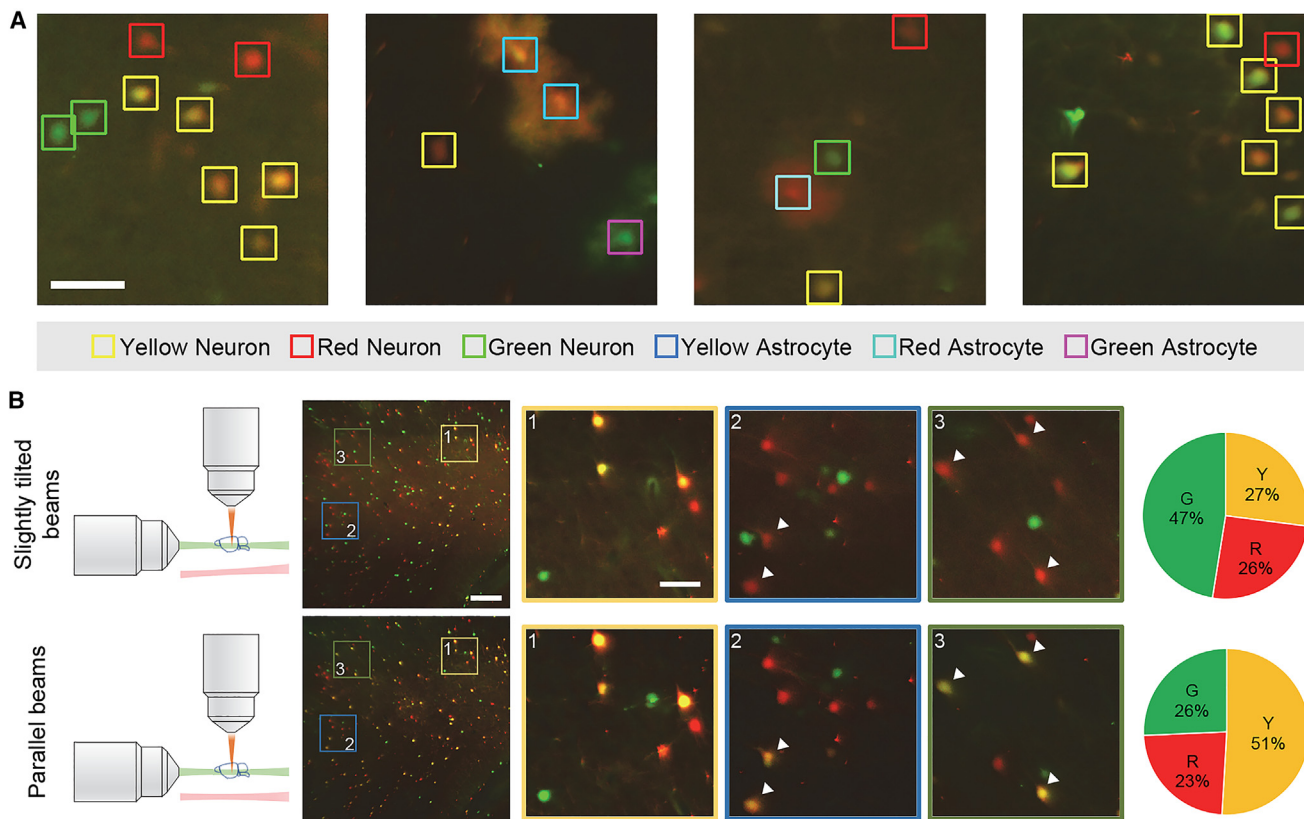 A
Yellow Neuron Red Neuron Green Neuron Yellow Astrocyte Red Astrocyte Green Astrocyte
B
Slightly tilted
beams
1
3
2
1
2
3
G
47%
Y
27%
R
26%
Parallel beams
1
3
2
1
2
3
G
26%
Y
51%
R
23%